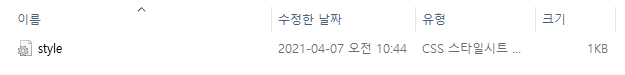 이름 수정한 날짜 유형 크기
style 2021-04-07 오전 10:44 CSS 스타일시트 ... 1KB